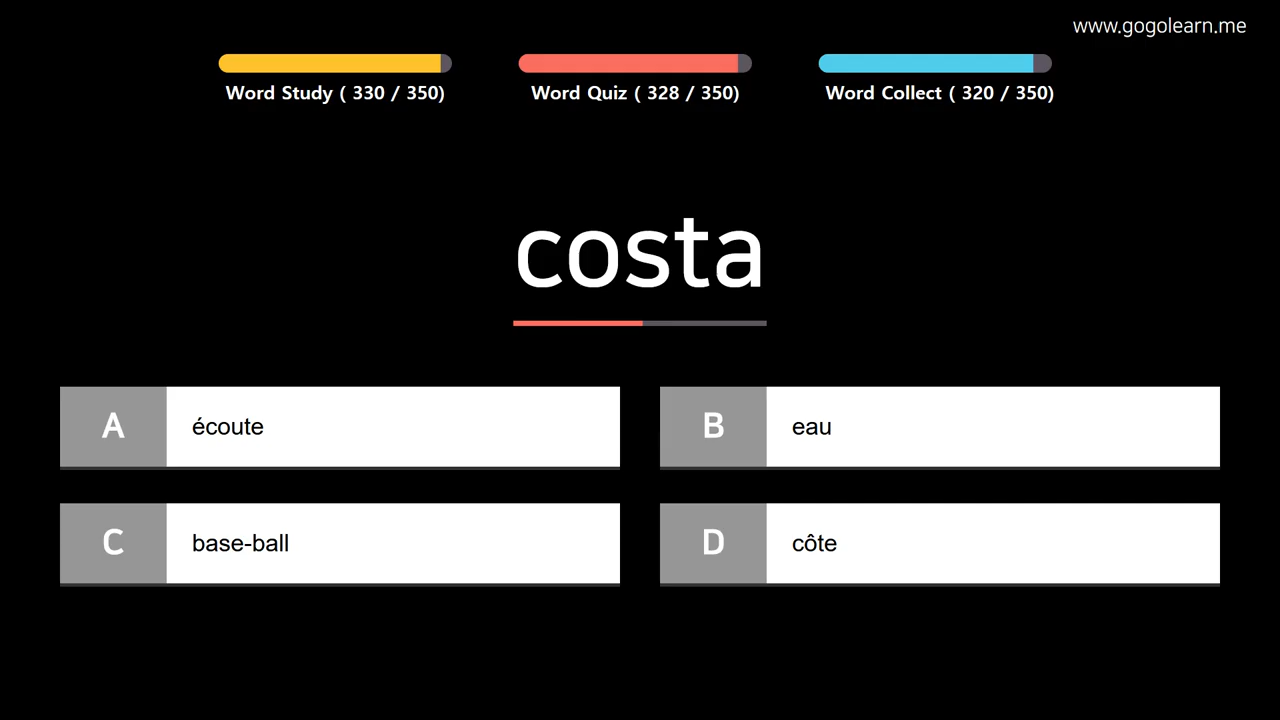 www.gogolearn.me
Word Study ( 330 / 350)
Word Quiz ( 328 / 350)
Word Collect ( 320 / 350)
costa
A écoute
B eau
C base-ball
D côte